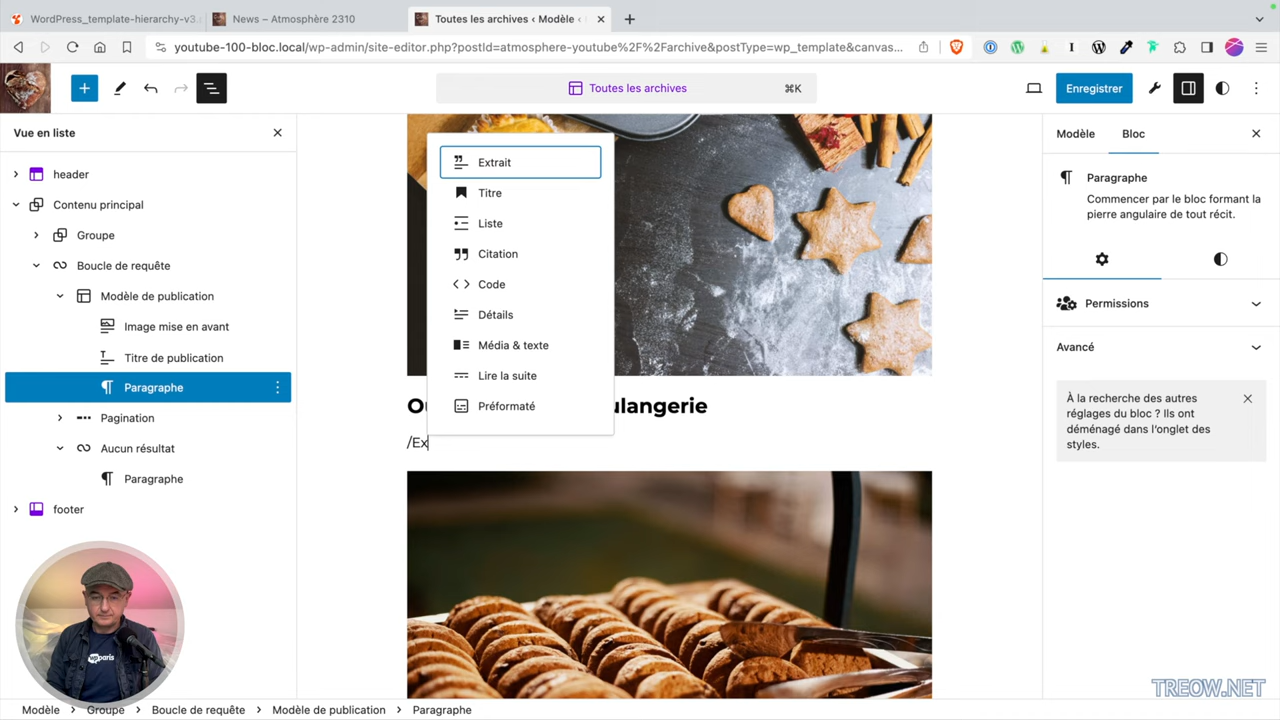 WordPress_template-hierarchy-v3.
News – Atmosphère 2310
Toutes les archives ‹ Modèle ‹
youtube-100-bloc.local/wp-admin/site-editor.php?postId=atmosphere-youtube%2F%2Farchive&postType=wp_template&canvas...
Toutes les archives
⌘K
Enregistrer
Vue en liste
header
Contenu principal
Groupe
Boucle de requête
Modèle de publication
Image mise en avant
Titre de publication
Paragraphe
Pagination
Aucun résultat
Paragraphe
footer
Extrait
Titre
Liste
Citation
Code
Détails
Média & texte
Lire la suite
Préformaté
ulangerie
/Ex
Modèle
Bloc
Paragraphe
Commencer par le bloc formant la
pierre angulaire de tout récit.
Permissions
Avancé
À la recherche des autres
réglages du bloc ? Ils ont
déménagé dans l'onglet des
styles.
wpparis
TREOW.NET
Modèle > Groupe > Boucle de requête > Modèle de publication > Paragraphe